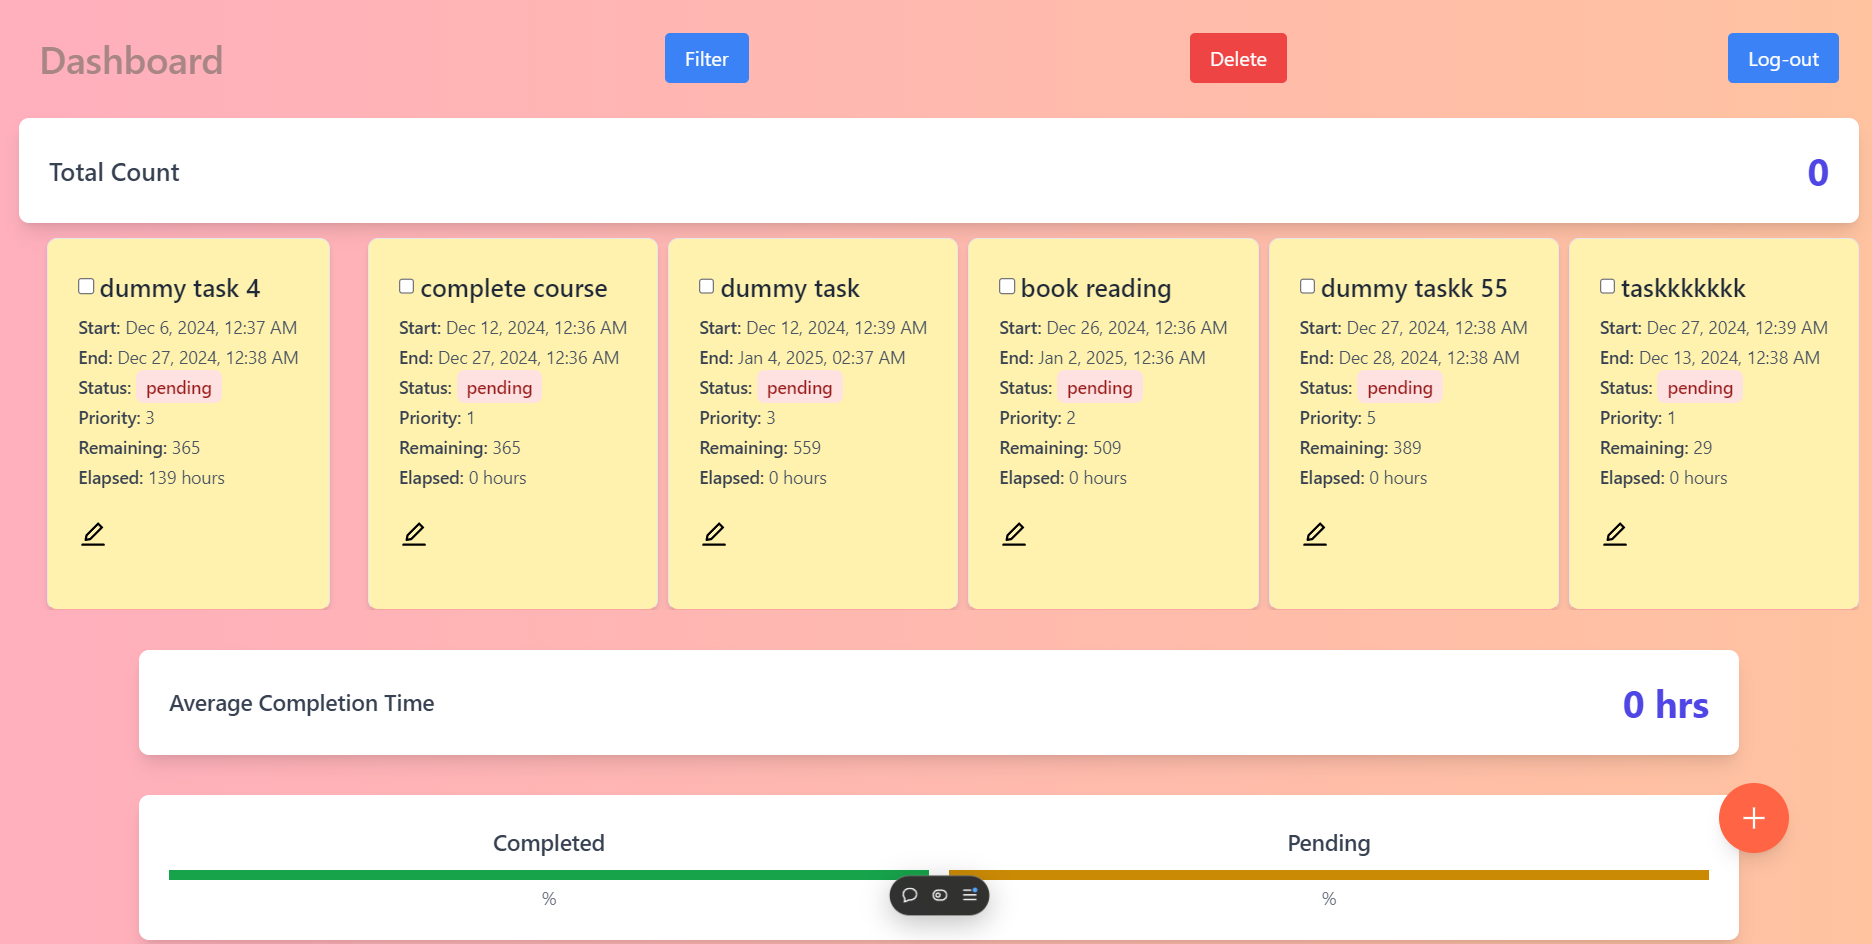 Dashboard
Filter
Delete
Log-out
Total Count
0
dummy task 4
Start: Dec 6, 2024, 12:37 AM
End: Dec 27, 2024, 12:38 AM
Status: pending
Priority: 3
Remaining: 365
Elapsed: 139 hours
complete course
Start: Dec 12, 2024, 12:36 AM
End: Dec 27, 2024, 12:36 AM
Status: pending
Priority: 1
Remaining: 365
Elapsed: 0 hours
dummy task
Start: Dec 12, 2024, 12:39 AM
End: Jan 4, 2025, 02:37 AM
Status: pending
Priority: 3
Remaining: 559
Elapsed: 0 hours
book reading
Start: Dec 26, 2024, 12:36 AM
End: Jan 2, 2025, 12:36 AM
Status: pending
Priority: 2
Remaining: 509
Elapsed: 0 hours
dummy taskk 55
Start: Dec 27, 2024, 12:38 AM
End: Dec 28, 2024, 12:38 AM
Status: pending
Priority: 5
Remaining: 389
Elapsed: 0 hours
taskkkkkkk
Start: Dec 27, 2024, 12:39 AM
End: Dec 13, 2024, 12:38 AM
Status: pending
Priority: 1
Remaining: 29
Elapsed: 0 hours
Average Completion Time
0 hrs
Completed
%
Pending
%